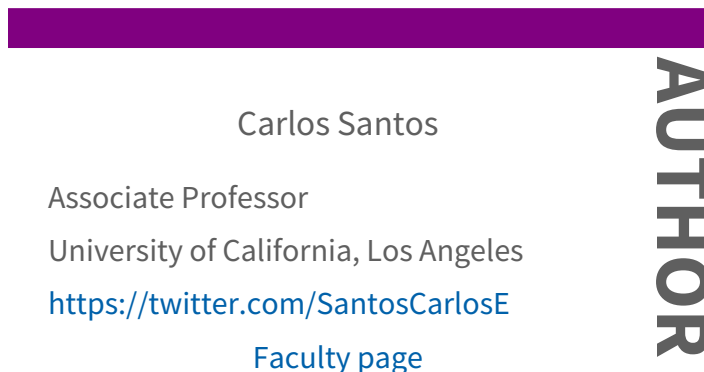 Carlos Santos
Associate Professor
University of California, Los Angeles
https://twitter.com/SantosCarlosE
Faculty page
AUTHOR